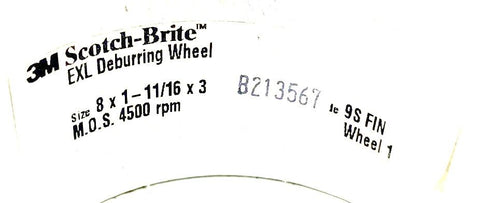 3M Scotch-Brite™
EXL Deburring Wheel
Size 8 x 1-11/16 x 3
M.O.S. 4500 rpm
B213567
9S FIN
Wheel 1